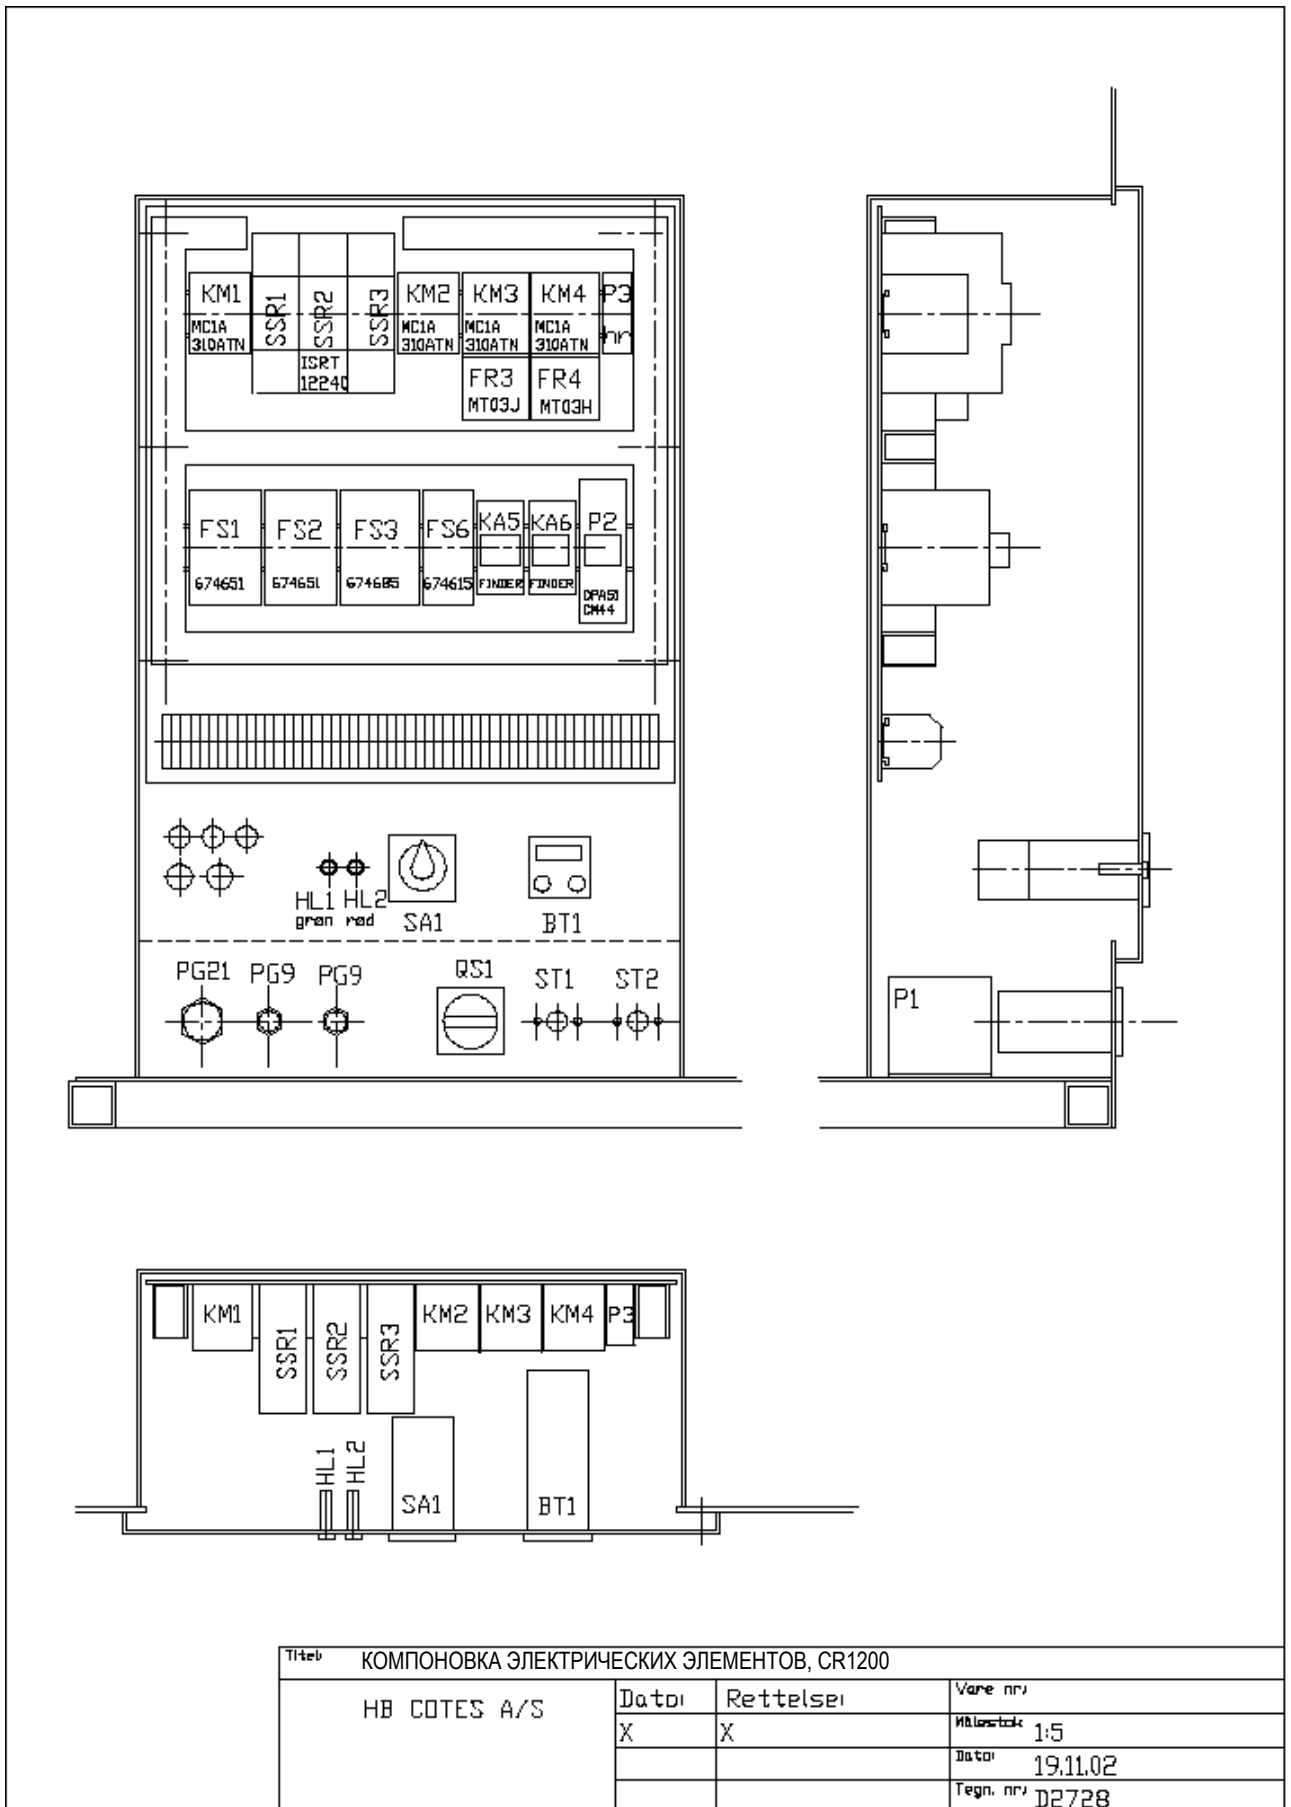 KM1 SSR1 SSR2 SSR3 KM2 KM3 KM4 P3
MC1A MC1A MC1A MC1A
310ATN 310ATN 310ATN 310ATN
ISRT
12240
FR3 FR4
MT03J MT03H
FS1 FS2 FS3 FS6 KA5 KA6 P2
674651 674651 674685 674615 FINDER FINDER
DPA51
CM44
HL1 HL2
grøn rød
SA1 BT1
PG21 PG9 PG9 QS1 ST1 ST2
P1
KM1 SSR1 SSR2 SSR3 KM2 KM3 KM4 P3
HL1 HL2
SA1 BT1
Titel: КОМПОНОВКА ЭЛЕКТРИЧЕСКИХ ЭЛЕМЕНТОВ, CR1200
HB COTES A/S
Dato: Rettelse: Vare nr.:
X X Målestok: 1:5
Dato: 19.11.02
Tegn. nr.: D2728